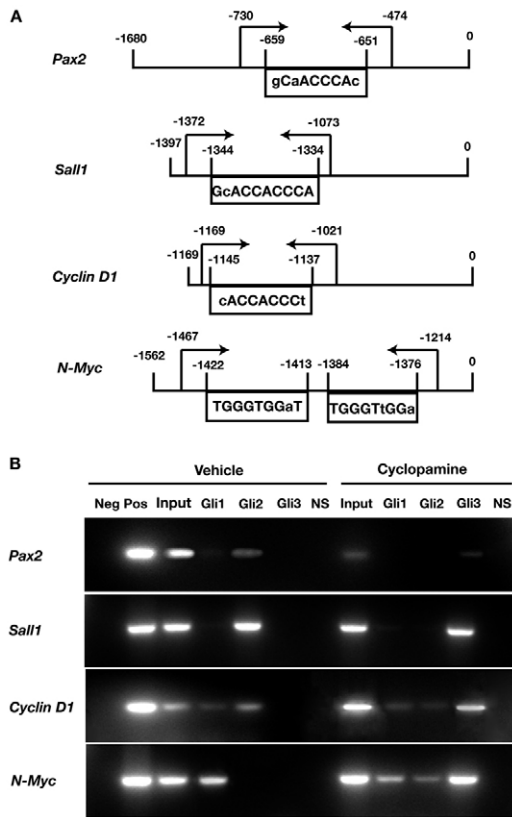 A
-730 -474
-1680 -659 -651 0
Pax2
gCaACCCAc
-1372 -1073
-1397 -1344 -1334 0
Sall1
GcACCACCCA
-1169 -1021
-1169 -1145 -1137 0
Cyclin D1
cACCACCCt
-1467 -1214
-1562 -1422 -1413 -1384 -1376 0
N-Myc
TGGGTGGaT TGGGTtGGa
B
Vehicle Cyclopamine
Neg Pos Input Gli1 Gli2 Gli3 NS Input Gli1 Gli2 Gli3 NS
Pax2
Sall1
Cyclin D1
N-Myc